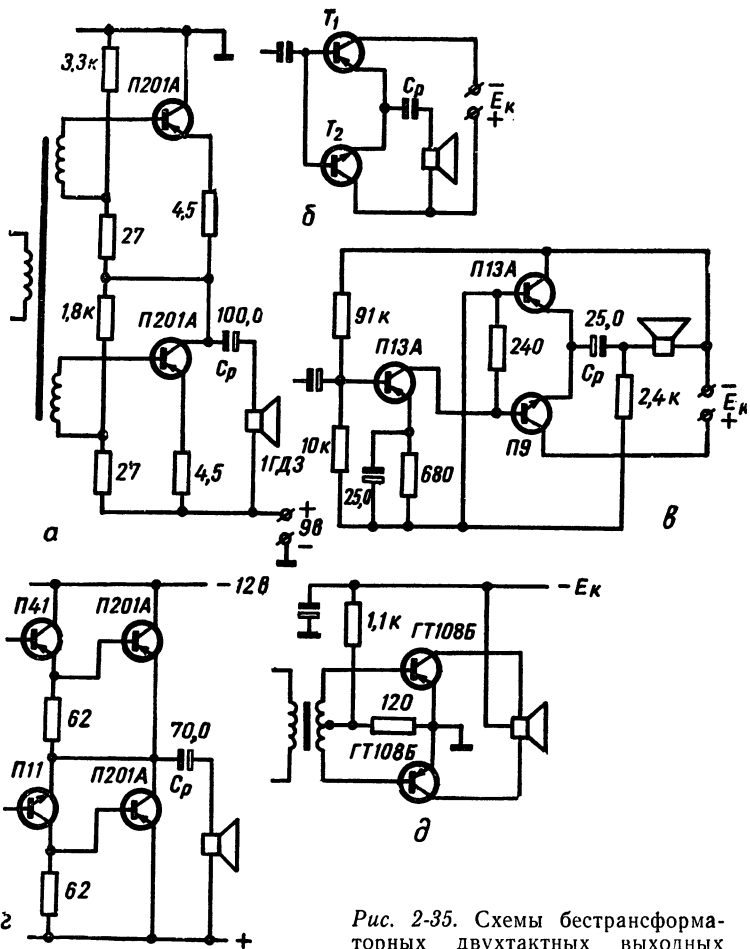 3,3к
П201А
27
4,5
1,8к
П201А
100,0
Ср
1ГД3
27
4,5
+
9в
−
а
Т1
Т2
Ср
−
Ек
+
б
91к
П13А
10к
25,0
680
П13А
240
П9
25,0
Ср
2,4к
−
Ек
+
в
−12в
П41
П201А
62
70,0
Ср
П11
П201А
62
+
г
−Ек
1,1к
ГТ108Б
120
ГТ108Б
д
Рис. 2-35. Схемы бестрансформа-
торных двухтактных выходных